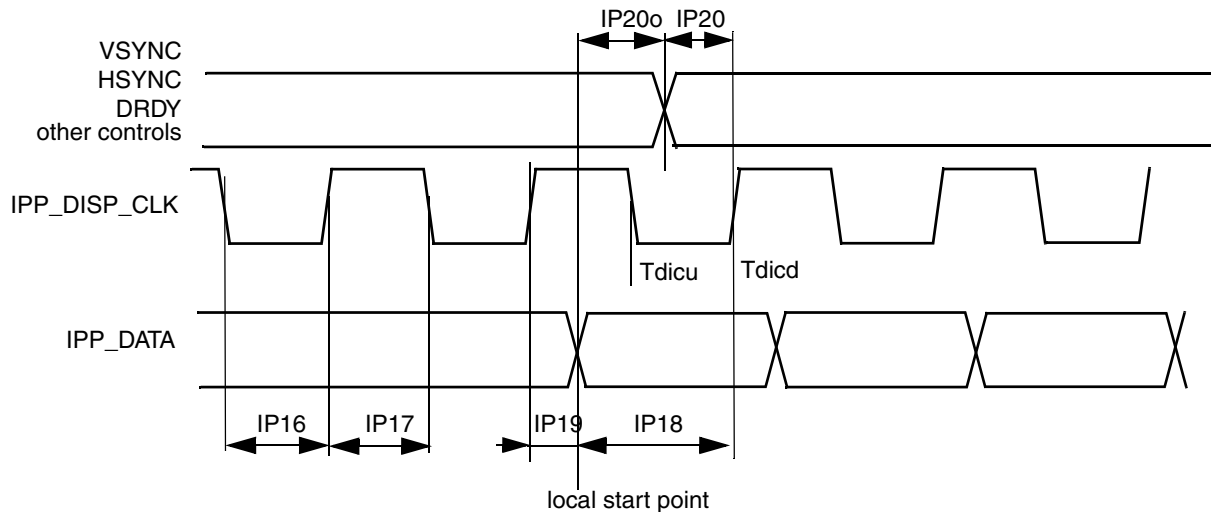 IP20o IP20
VSYNC
HSYNC
DRDY
other controls
IPP_DISP_CLK
Tdicu Tdicd
IPP_DATA
IP16 IP17 IP19 IP18
local start point